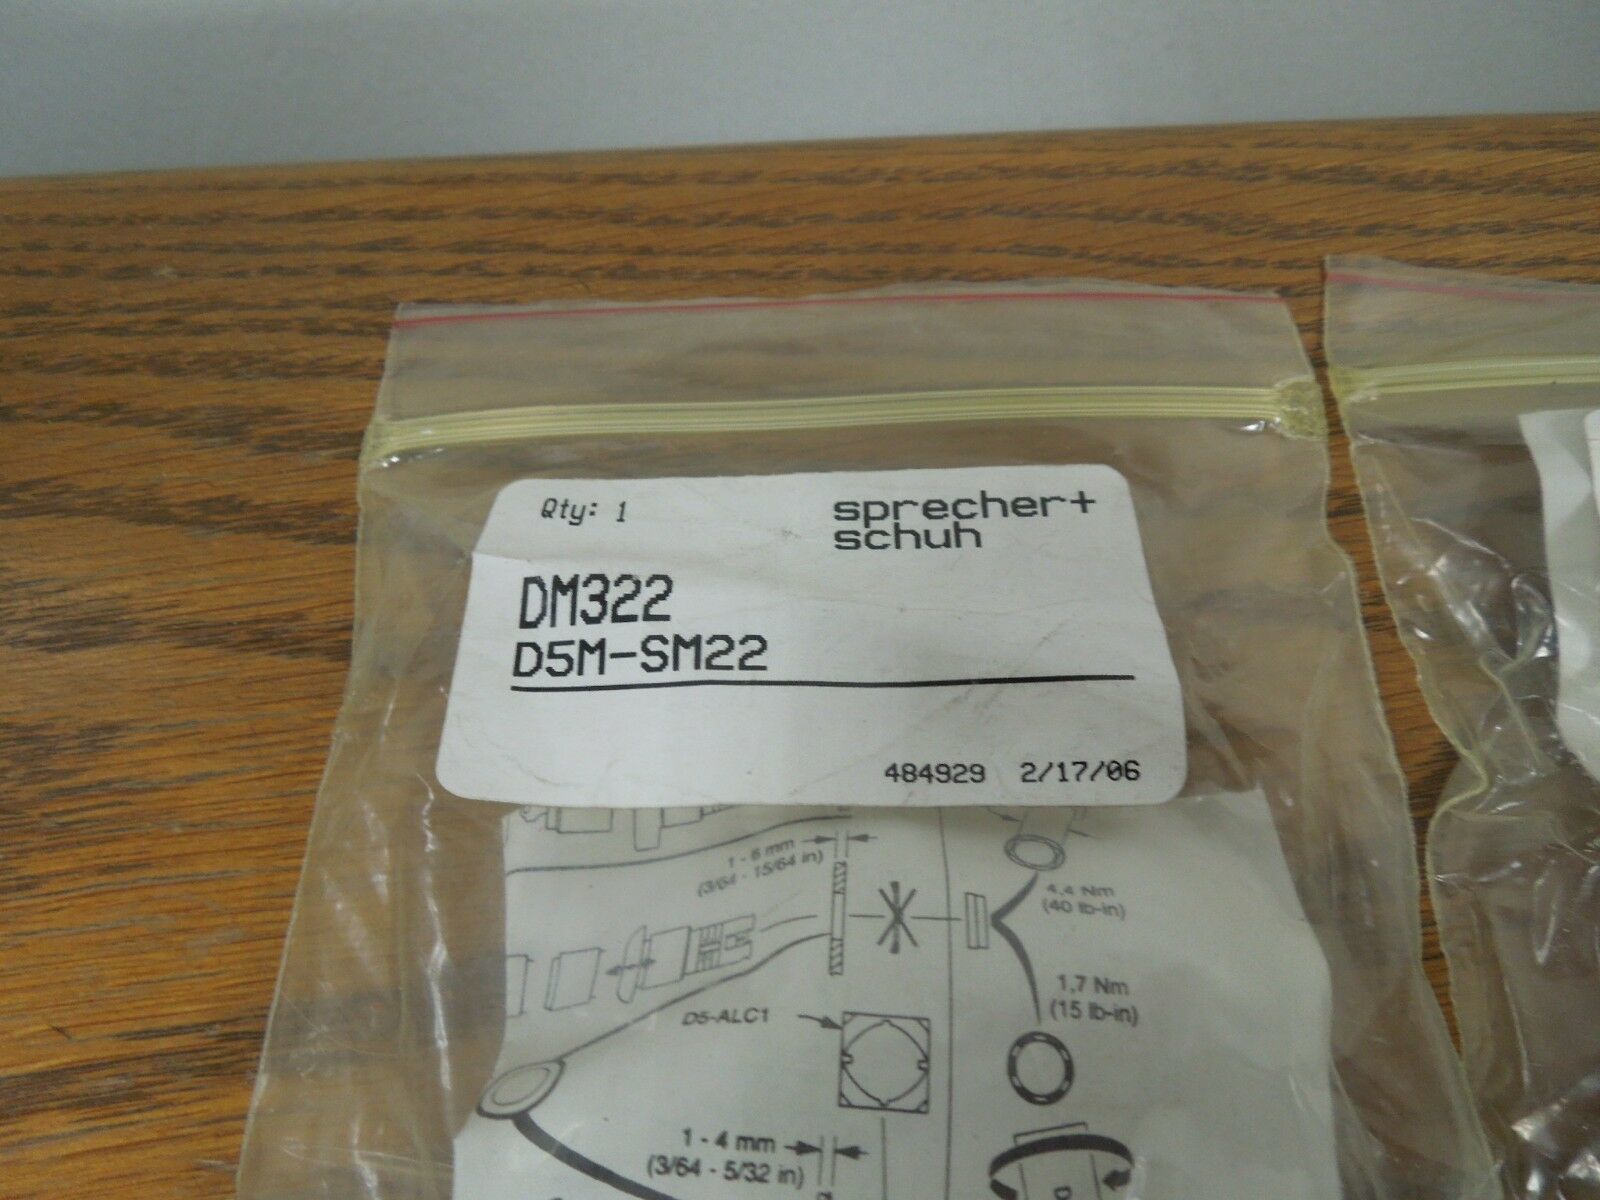 Qty: 1
sprecher+
schuh
DM322
D5M-SM22
484929 2/17/06
1 - 6 mm
(3/64 - 15/64 in)
4,4 Nm
(40 lb-in)
1,7 Nm
(15 lb-in)
D5-ALC1
1 - 4 mm
(3/64 - 5/32 in)
D